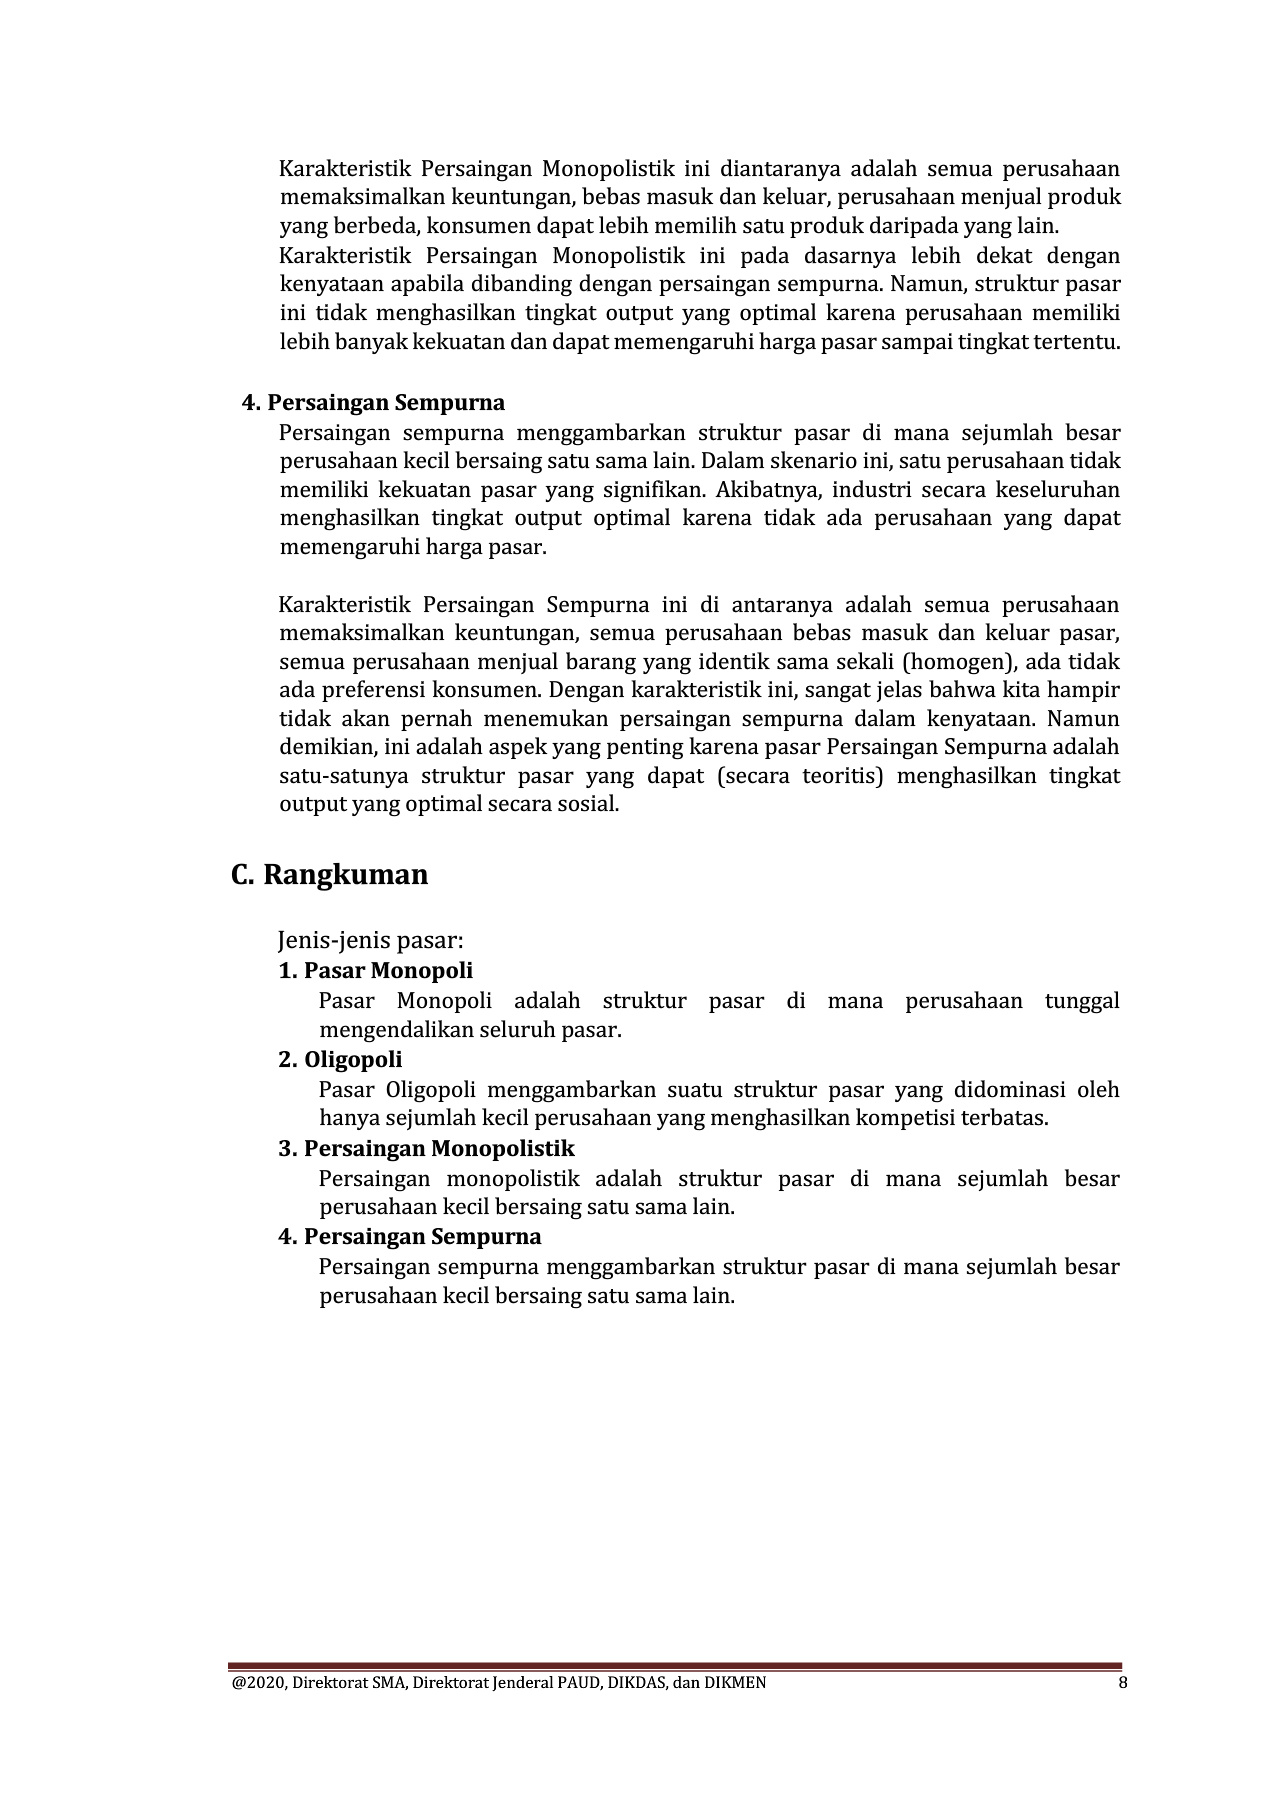 Karakteristik Persaingan Monopolistik ini diantaranya adalah semua perusahaan
memaksimalkan keuntungan, bebas masuk dan keluar, perusahaan menjual produk
yang berbeda, konsumen dapat lebih memilih satu produk daripada yang lain.
Karakteristik Persaingan Monopolistik ini pada dasarnya lebih dekat dengan
kenyataan apabila dibanding dengan persaingan sempurna. Namun, struktur pasar
ini tidak menghasilkan tingkat output yang optimal karena perusahaan memiliki
lebih banyak kekuatan dan dapat memengaruhi harga pasar sampai tingkat tertentu.
4. Persaingan Sempurna
Persaingan sempurna menggambarkan struktur pasar di mana sejumlah besar
perusahaan kecil bersaing satu sama lain. Dalam skenario ini, satu perusahaan tidak
memiliki kekuatan pasar yang signifikan. Akibatnya, industri secara keseluruhan
menghasilkan tingkat output optimal karena tidak ada perusahaan yang dapat
memengaruhi harga pasar.
Karakteristik Persaingan Sempurna ini di antaranya adalah semua perusahaan
memaksimalkan keuntungan, semua perusahaan bebas masuk dan keluar pasar,
semua perusahaan menjual barang yang identik sama sekali (homogen), ada tidak
ada preferensi konsumen. Dengan karakteristik ini, sangat jelas bahwa kita hampir
tidak akan pernah menemukan persaingan sempurna dalam kenyataan. Namun
demikian, ini adalah aspek yang penting karena pasar Persaingan Sempurna adalah
satu-satunya struktur pasar yang dapat (secara teoritis) menghasilkan tingkat
output yang optimal secara sosial.
C. Rangkuman
Jenis-jenis pasar:
1. Pasar Monopoli
Pasar Monopoli adalah struktur pasar di mana perusahaan tunggal
mengendalikan seluruh pasar.
2. Oligopoli
Pasar Oligopoli menggambarkan suatu struktur pasar yang didominasi oleh
hanya sejumlah kecil perusahaan yang menghasilkan kompetisi terbatas.
3. Persaingan Monopolistik
Persaingan monopolistik adalah struktur pasar di mana sejumlah besar
perusahaan kecil bersaing satu sama lain.
4. Persaingan Sempurna
Persaingan sempurna menggambarkan struktur pasar di mana sejumlah besar
perusahaan kecil bersaing satu sama lain.
@2020, Direktorat SMA, Direktorat Jenderal PAUD, DIKDAS, dan DIKMEN 8